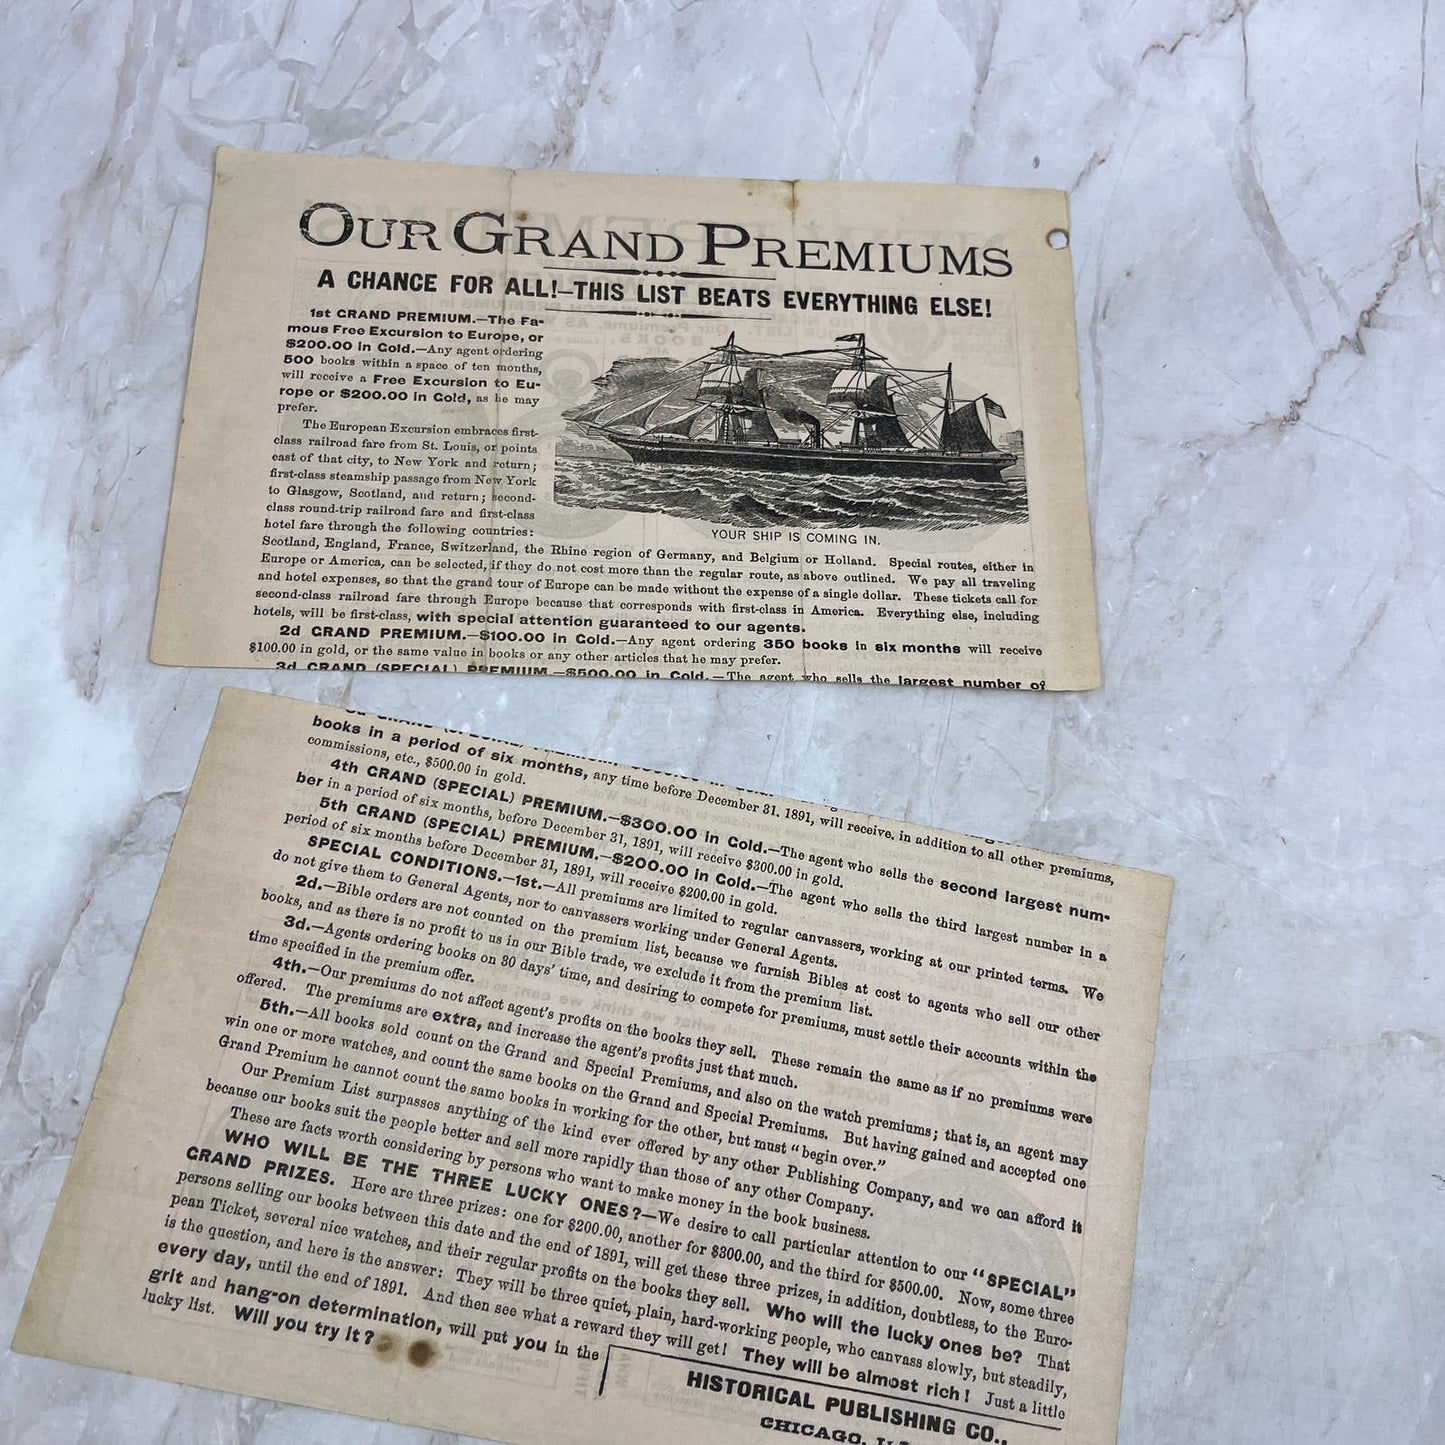 OUR GRAND PREMIUMS
A CHANCE FOR ALL!—THIS LIST BEATS EVERYTHING ELSE!
1st GRAND PREMIUM.—The Fa-
mous Free Excursion to Europe, or
$200.00 in Gold.—Any agent ordering
500 books within a space of ten months,
will receive a Free Excursion to Eu-
rope or $200.00 in Gold, as he may
prefer.
The European Excursion embraces first-
class railroad fare from St. Louis, or points
east of that city, to New York and return;
first-class steamship passage from New York
to Glasgow, Scotland, and return; second-
class round-trip railroad fare and first-class
hotel fare through the following countries:
YOUR SHIP IS COMING IN.
Scotland, England, France, Switzerland, the Rhine region of Germany, and Belgium or Holland. Special routes, either in
Europe or America, can be selected, if they do not cost more than the regular route, as above outlined. We pay all traveling
and hotel expenses, so that the grand tour of Europe can be made without the expense of a single dollar. These tickets call for
second-class railroad fare through Europe because that corresponds with first-class in America. Everything else, including
hotels, will be first-class, with special attention guaranteed to our agents.
2d GRAND PREMIUM.—$100.00 in Gold.—Any agent ordering 350 books in six months will receive
$100.00 in gold, or the same value in books or any other articles that he may prefer.
3d GRAND (SPECIAL) PREMIUM.—$500.00 in Gold.—The agent who sells the largest number of
books in a period of six months, any time before December 31, 1891, will receive, in addition to all other premiums,
commissions, etc., $500.00 in gold.
4th GRAND (SPECIAL) PREMIUM.—$300.00 in Gold.—The agent who sells the second largest num-
ber in a period of six months, before December 31, 1891, will receive $300.00 in gold.
5th GRAND (SPECIAL) PREMIUM.—$200.00 in Gold.—The agent who sells the third largest number in a
period of six months before December 31, 1891, will receive $200.00 in gold.
SPECIAL CONDITIONS.—1st.—All premiums are limited to regular canvassers, working at our printed terms. We
do not give them to General Agents, nor to canvassers working under General Agents.
2d.—Bible orders are not counted on the premium list, because we furnish Bibles at cost to agents who sell our other
books, and as there is no profit to us in our Bible trade, we exclude it from the premium list.
3d.—Agents ordering books on 30 days' time, and desiring to compete for premiums, must settle their accounts within the
time specified in the premium offer.
4th.—Our premiums do not affect agent's profits on the books they sell. These remain the same as if no premiums were
offered. The premiums are extra, and increase the agent's profits just that much.
5th.—All books sold count on the Grand and Special Premiums, and also on the watch premiums; that is, an agent may
win one or more watches, and count the same books on the Grand and Special Premiums. But having gained and accepted one
Grand Premium he cannot count the same books in working for the other, but must "begin over."
Our Premium List surpasses anything of the kind ever offered by any other Publishing Company, and we can afford it
because our books suit the people better and sell more rapidly than those of any other Company.
These are facts worth considering by persons who want to make money in the book business.
WHO WILL BE THE THREE LUCKY ONES?—We desire to call particular attention to our "SPECIAL"
GRAND PRIZES. Here are three prizes: one for $200.00, another for $300.00, and the third for $500.00. Now, some three
persons selling our books between this date and the end of 1891, will get these three prizes, in addition, doubtless, to the Euro-
pean Ticket, several nice watches, and their regular profits on the books they sell. Who will the lucky ones be? That
is the question, and here is the answer: They will be three quiet, plain, hard-working people, who canvass slowly, but steadily,
every day, until the end of 1891. And then see what a reward they will get! They will be almost rich! Just a little
grit and hang-on determination, will put you in the
lucky list. Will you try it?
HISTORICAL PUBLISHING CO.,
CHICAGO,